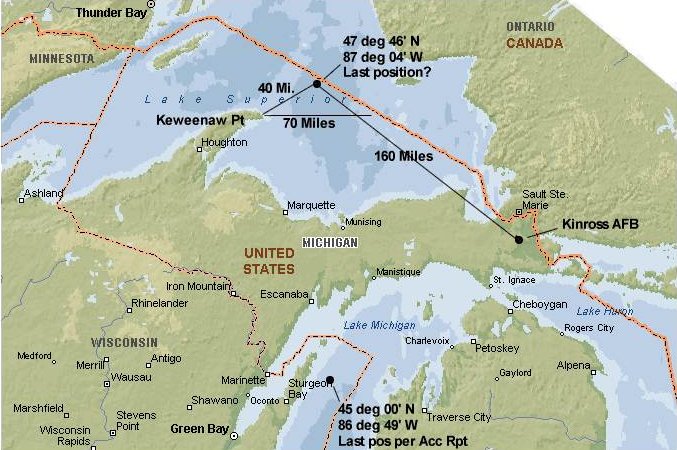 Thunder Bay
ONTARIO
CANADA
MINNESOTA
47 deg 46' N
87 deg 04' W
Last position?
40 Mi.
Lake Superior
Keweenaw Pt
70 Miles
Houghton
160 Miles
Ashland
Sault Ste.
Marie
Marquette
Munising
Kinross AFB
MICHIGAN
UNITED
STATES
Manistique
St. Ignace
Iron Mountain
Escanaba
Rhinelander
Cheboygan
Lake Huron
Lake Michigan
Rogers City
WISCONSIN
Charlevoix
Petoskey
Medford
Antigo
Merrill
Alpena
Gaylord
Wausau
Marinette
Sturgeon
Bay
Oconto
Shawano
Marshfield
45 deg 00' N
86 deg 49' W
Last pos per Acc Rpt
Traverse City
Stevens
Point
Green Bay
Wisconsin
Rapids